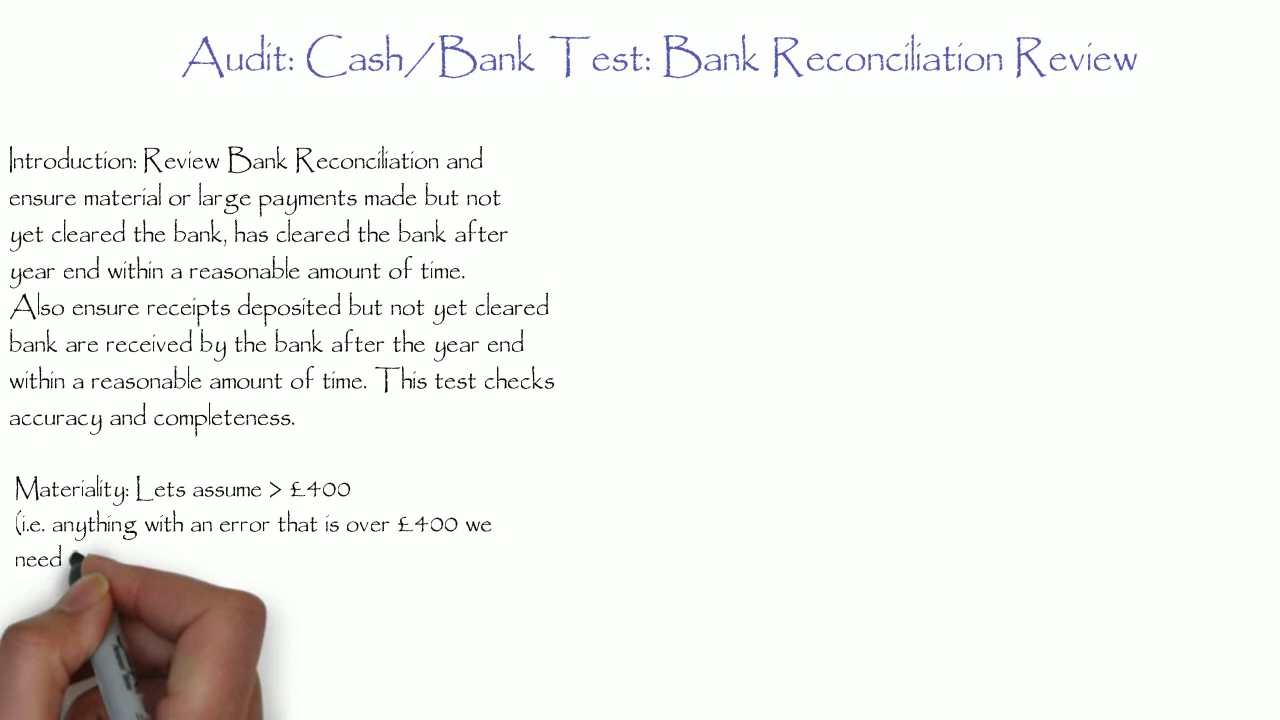 Audit: Cash/Bank Test: Bank Reconciliation Review
Introduction: Review Bank Reconciliation and
ensure material or large payments made but not
yet cleared the bank, has cleared the bank after
year end within a reasonable amount of time.
Also ensure receipts deposited but not yet cleared
bank are received by the bank after the year end
within a reasonable amount of time. This test checks
accuracy and completeness.
Materiality: Lets assume > £400
(i.e. anything with an error that is over £400 we
need